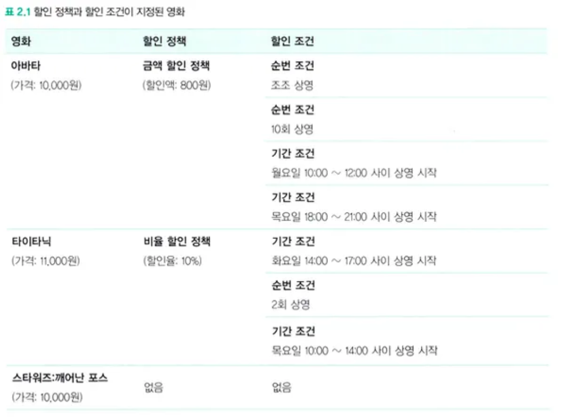 표 2.1 할인 정책과 할인 조건이 지정된 영화
영화 할인 정책 할인 조건
아바타 금액 할인 정책 순번 조건
(가격: 10,000원) (할인액: 800원) 조조 상영
순번 조건
10회 상영
기간 조건
월요일 10:00 ~ 12:00 사이 상영 시작
기간 조건
목요일 18:00 ~ 21:00 사이 상영 시작
타이타닉 비율 할인 정책 기간 조건
(가격: 11,000원) (할인율: 10%) 화요일 14:00 ~ 17:00 사이 상영 시작
순번 조건
2회 상영
기간 조건
목요일 10:00 ~ 14:00 사이 상영 시작
스타워즈:깨어난 포스
없음 없음
(가격: 10,000원)